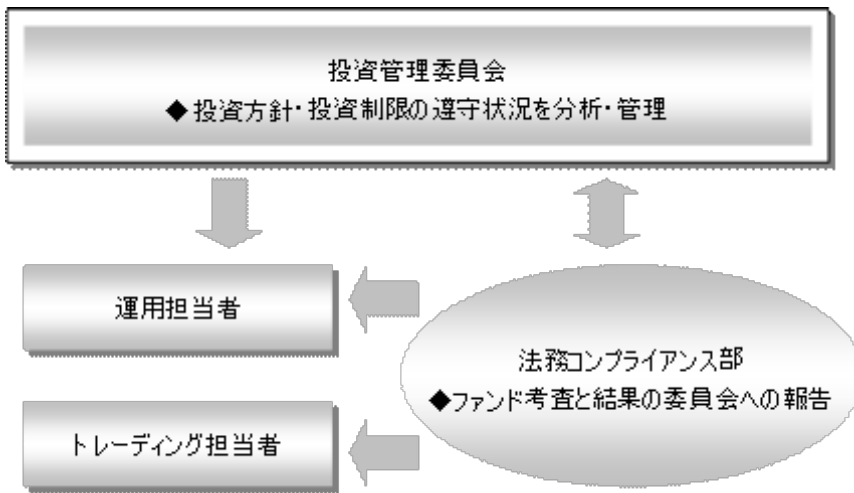 投資管理委員会
◆投資方針・投資制限の遵守状況を分析・管理
運用担当者
法務コンプライアンス部
◆ファンド考査と結果の委員会への報告
トレーディング担当者